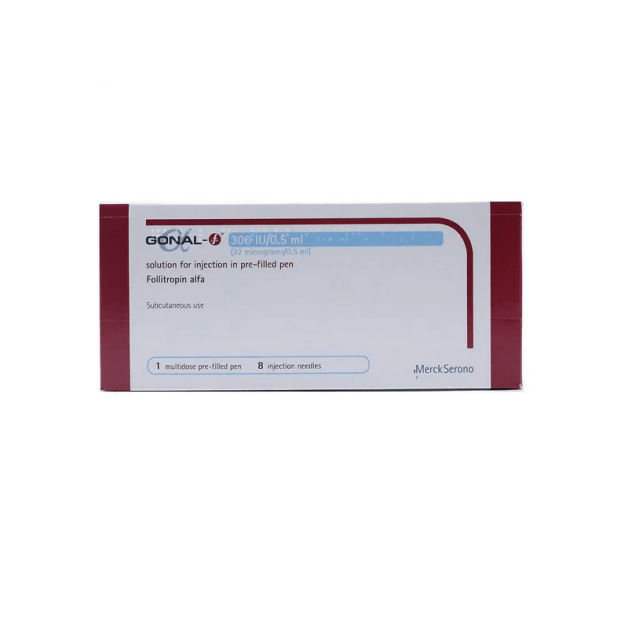 GONAL-f® 300 IU/0.5 ml
(22 micrograms/0.5 ml)
solution for injection in pre-filled pen
Follitropin alfa
Subcutaneous use
1 multidose pre-filled pen 8 injection needles
MerckSerono